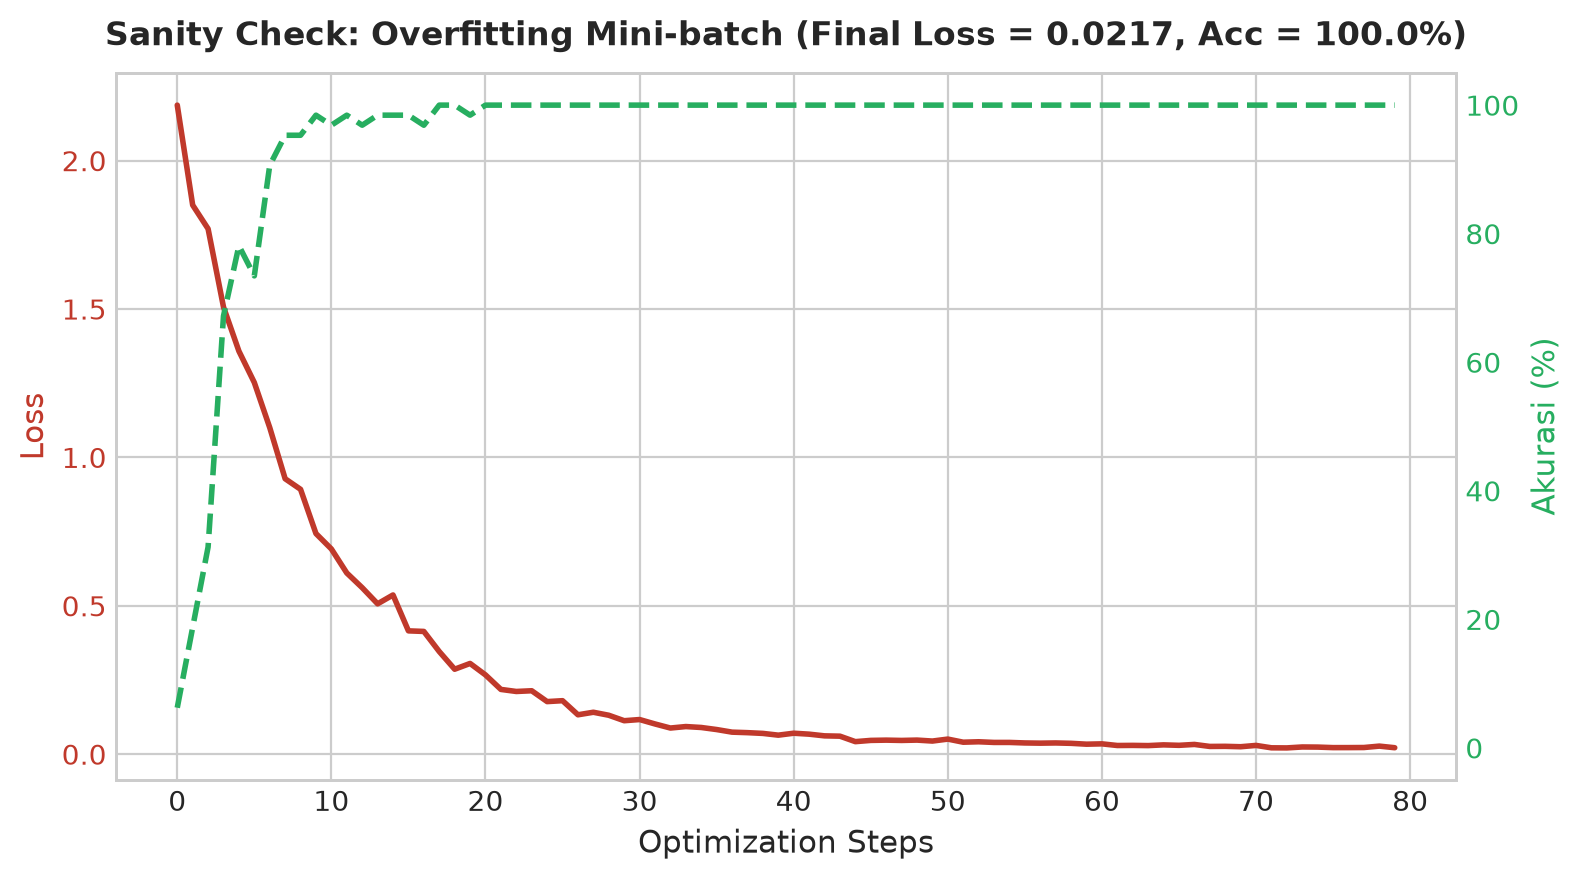 Sanity Check: Overfitting Mini-batch (Final Loss = 0.0217, Acc = 100.0%)
Loss
2.0
1.5
1.0
0.5
0.0
0 10 20 30 40 50 60 70 80
Optimization Steps
100
80
60
40
20
0
Akurasi (%)